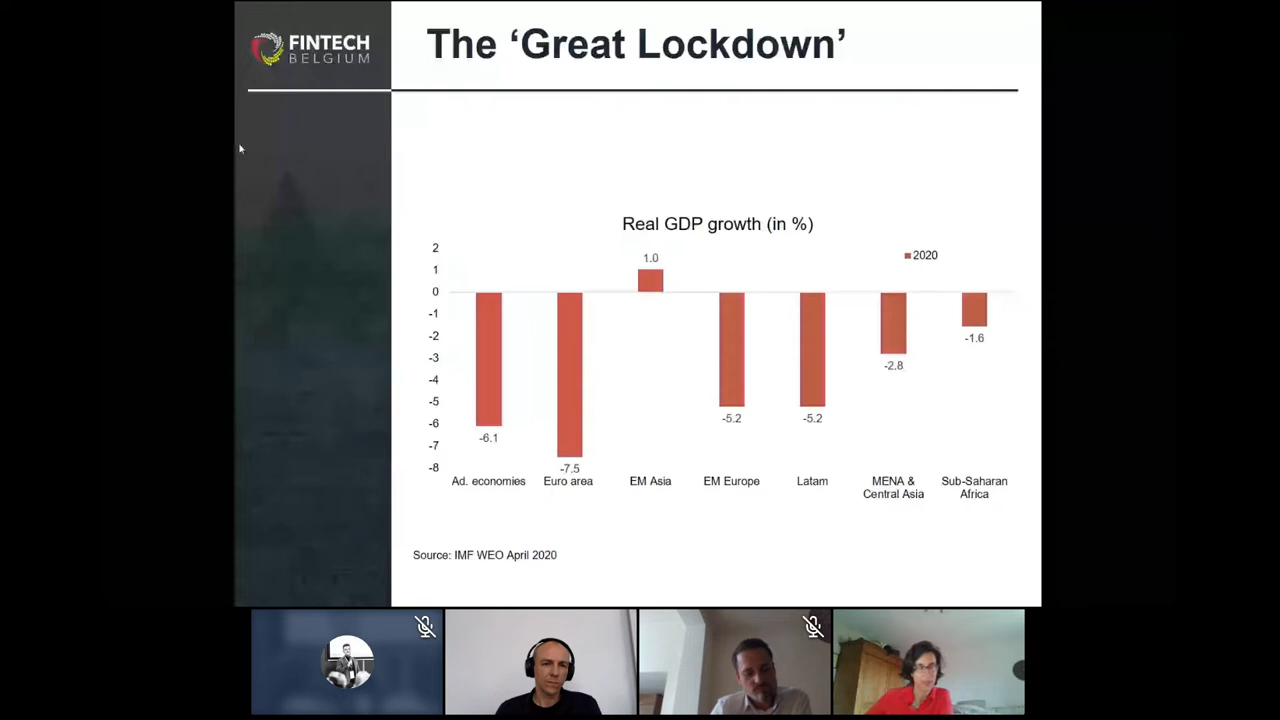 FINTECH
BELGIUM
The ‘Great Lockdown’
Real GDP growth (in %)
2020
2
1
0
-1
-2
-3
-4
-5
-6
-7
-8
-6.1
-7.5
1.0
-5.2
-5.2
-2.8
-1.6
Ad. economies
Euro area
EM Asia
EM Europe
Latam
MENA &
Central Asia
Sub-Saharan
Africa
Source: IMF WEO April 2020